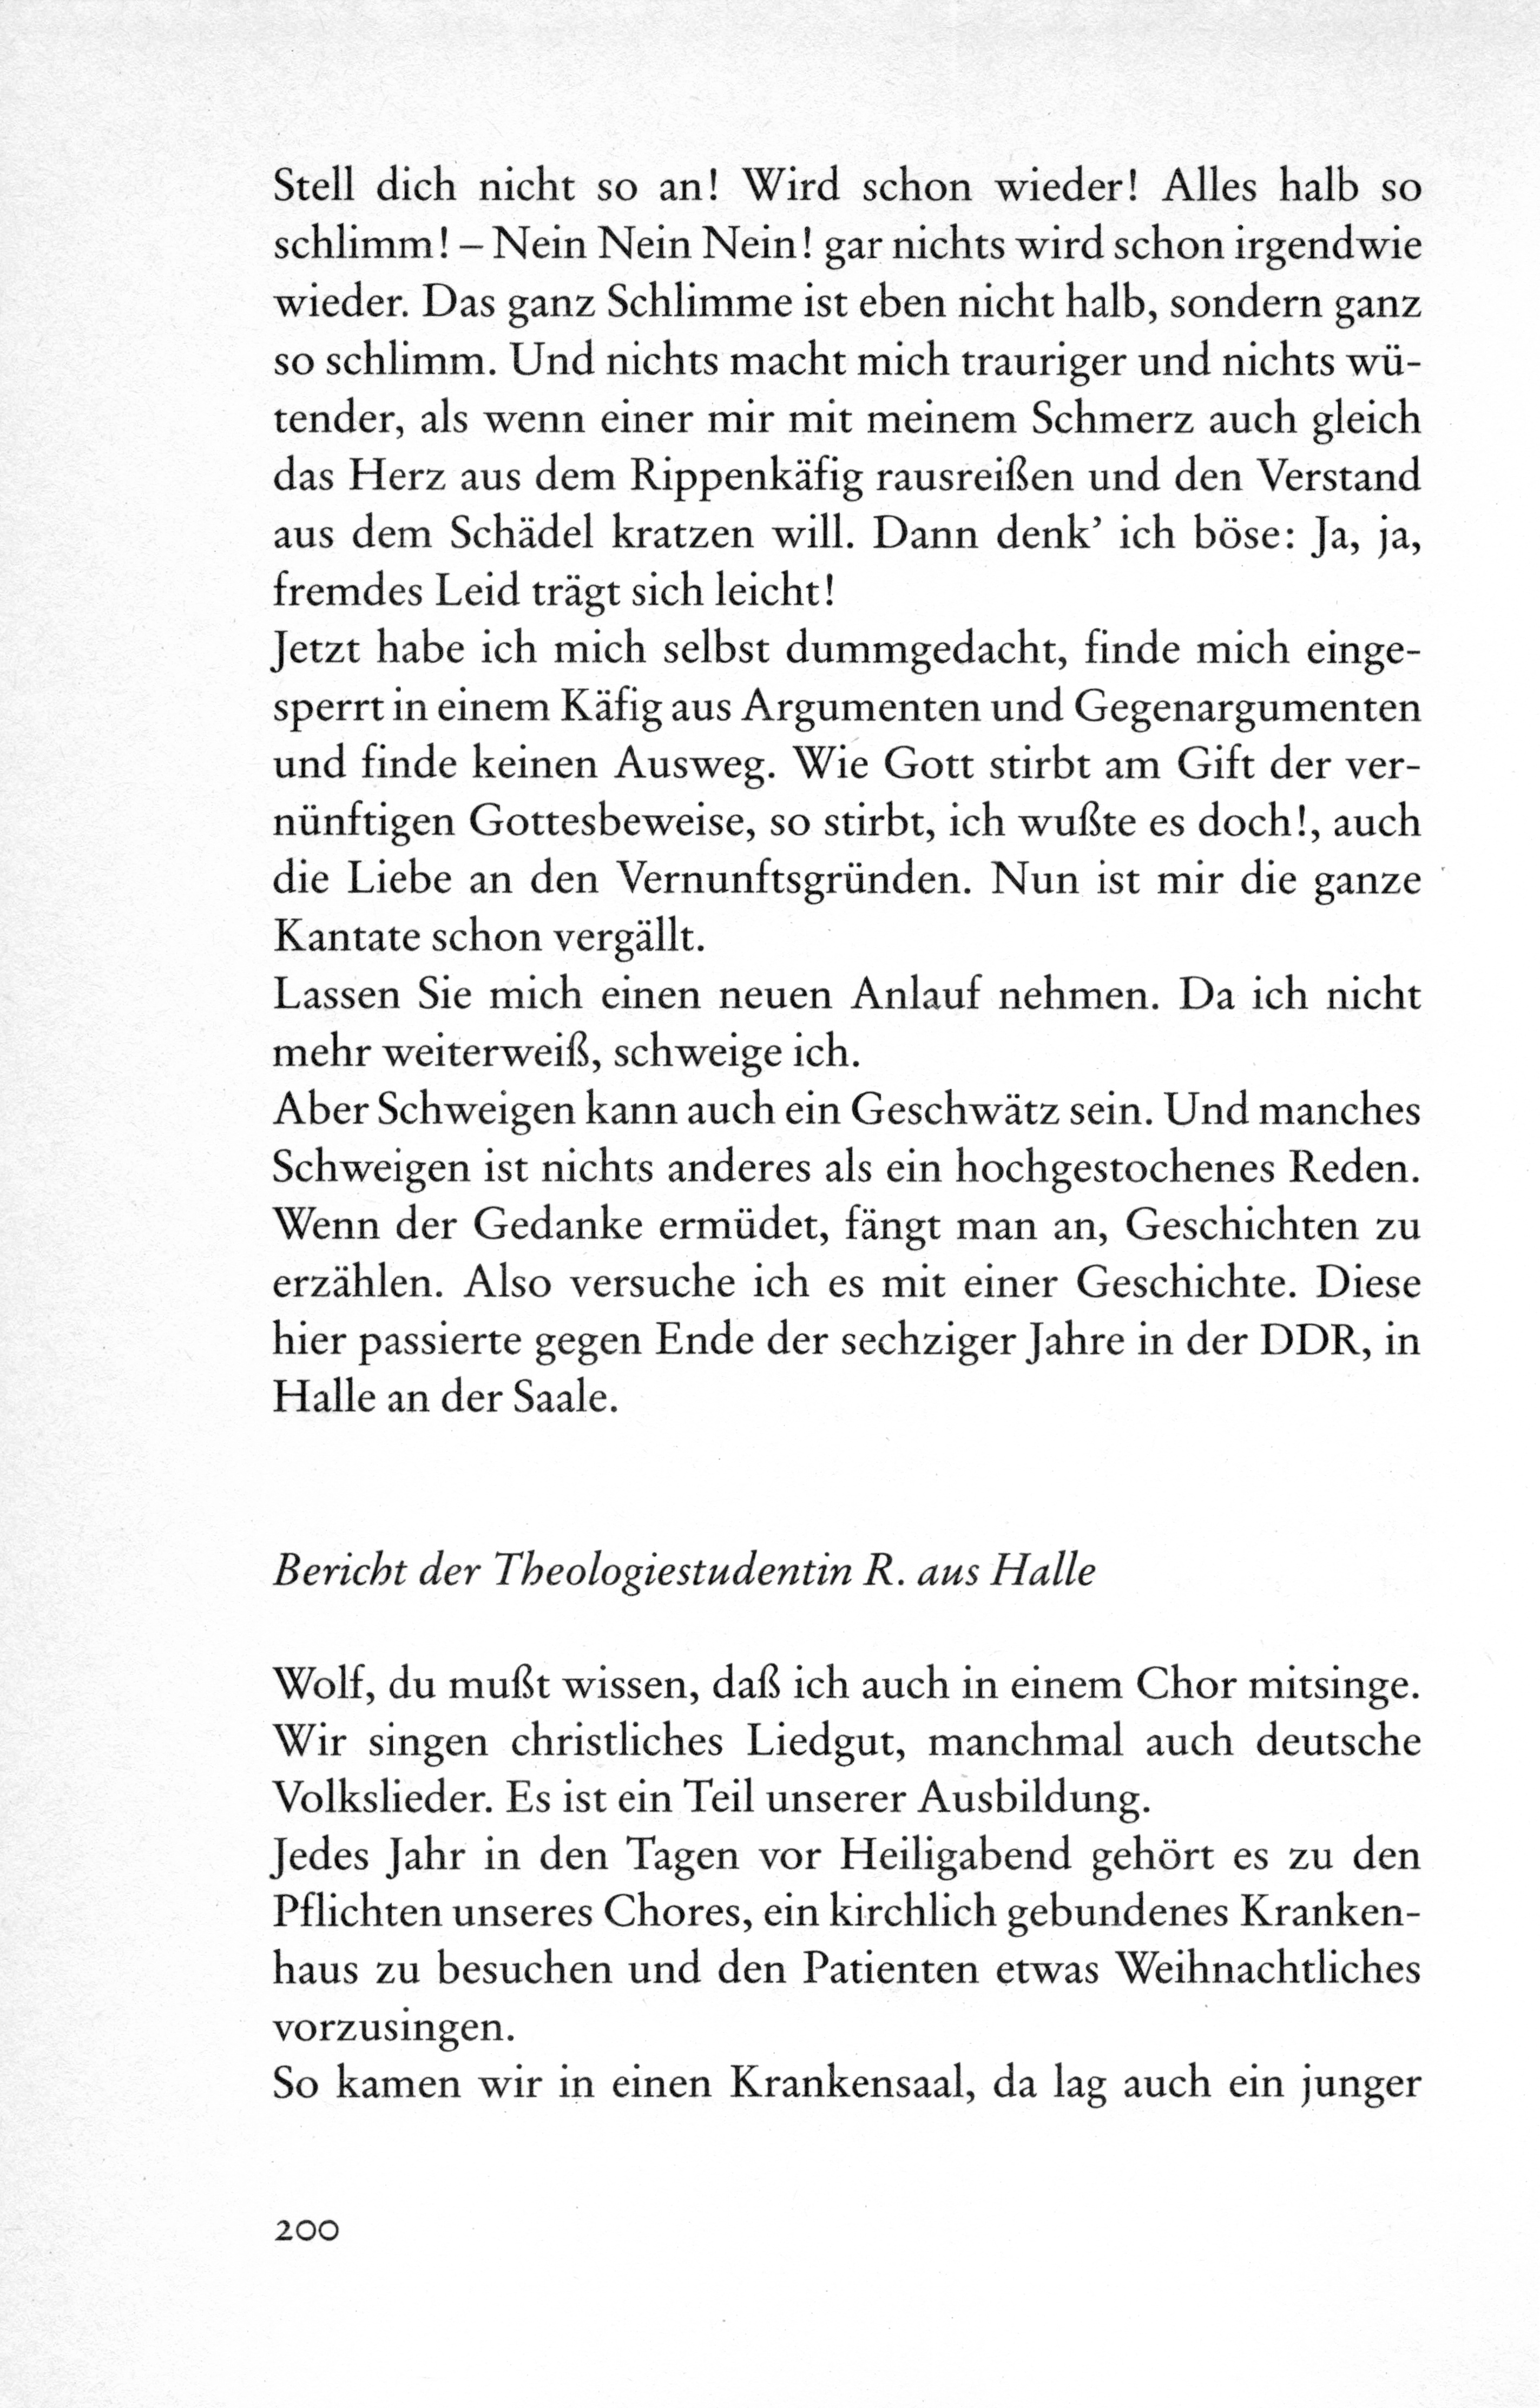 Stell dich nicht so an! Wird schon wieder! Alles halb so
schlimm! – Nein Nein Nein! gar nichts wird schon irgendwie
wieder. Das ganz Schlimme ist eben nicht halb, sondern ganz
so schlimm. Und nichts macht mich trauriger und nichts wü-
tender, als wenn einer mir mit meinem Schmerz auch gleich
das Herz aus dem Rippenkäfig rausreißen und den Verstand
aus dem Schädel kratzen will. Dann denk’ ich böse: Ja, ja,
fremdes Leid trägt sich leicht!
Jetzt habe ich mich selbst dummgedacht, finde mich einge-
sperrt in einem Käfig aus Argumenten und Gegenargumenten
und finde keinen Ausweg. Wie Gott stirbt am Gift der ver-
nünftigen Gottesbeweise, so stirbt, ich wußte es doch!, auch
die Liebe an den Vernunftsgründen. Nun ist mir die ganze
Kantate schon vergällt.
Lassen Sie mich einen neuen Anlauf nehmen. Da ich nicht
mehr weiterweiß, schweige ich.
Aber Schweigen kann auch ein Geschwätz sein. Und manches
Schweigen ist nichts anderes als ein hochgestochenes Reden.
Wenn der Gedanke ermüdet, fängt man an, Geschichten zu
erzählen. Also versuche ich es mit einer Geschichte. Diese
hier passierte gegen Ende der sechziger Jahre in der DDR, in
Halle an der Saale.
Bericht der Theologiestudentin R. aus Halle
Wolf, du mußt wissen, daß ich auch in einem Chor mitsinge.
Wir singen christliches Liedgut, manchmal auch deutsche
Volkslieder. Es ist ein Teil unserer Ausbildung.
Jedes Jahr in den Tagen vor Heiligabend gehört es zu den
Pflichten unseres Chores, ein kirchlich gebundenes Kranken-
haus zu besuchen und den Patienten etwas Weihnachtliches
vorzusingen.
So kamen wir in einen Krankensaal, da lag auch ein junger
200